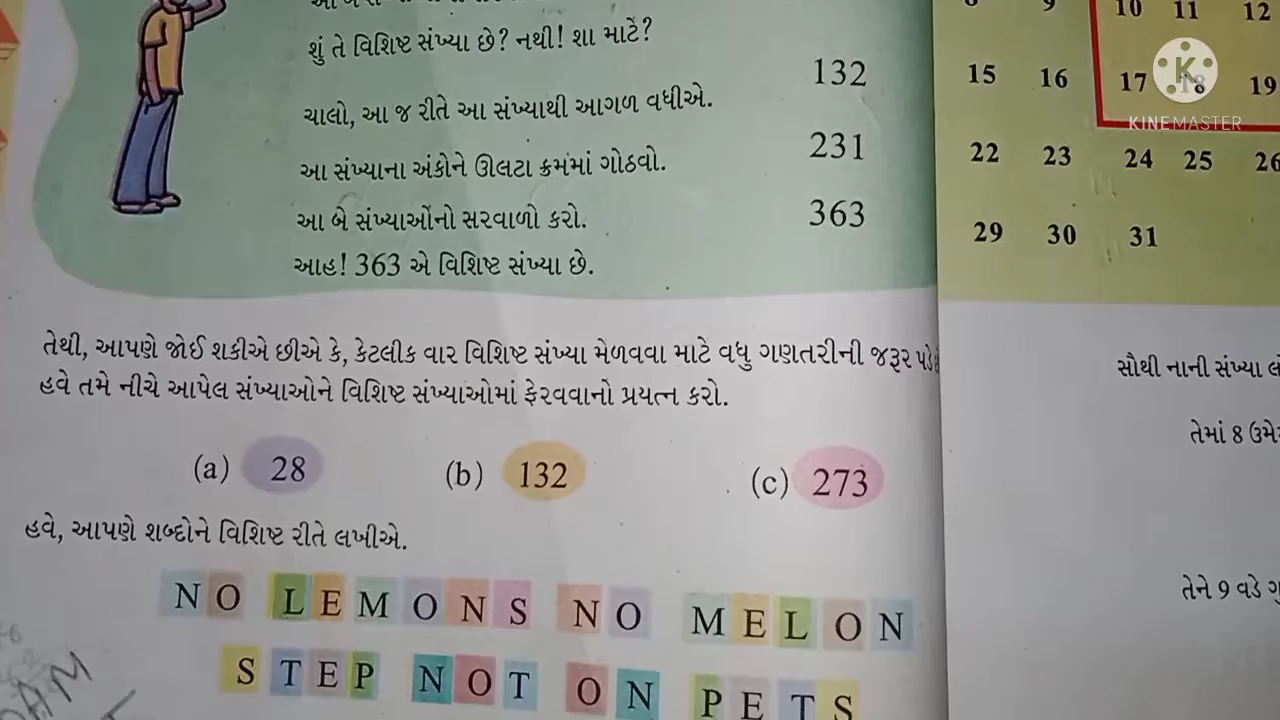 શું તે વિશિષ્ટ સંખ્યા છે? નથી! શા માટે?
132
ચાલો, આ જ રીતે આ સંખ્યાથી આગળ વધીએ.
231
આ સંખ્યાના અંકોને ઊલટા ક્રમમાં ગોઠવો.
363
આ બે સંખ્યાઓનો સરવાળો કરો.
આહ! 363 એ વિશિષ્ટ સંખ્યા છે.
તેથી, આપણે જોઈ શકીએ છીએ કે, કેટલીક વાર વિશિષ્ટ સંખ્યા મેળવવા માટે વધુ ગણતરીની જરૂર
હવે તમે નીચે આપેલ સંખ્યાઓને વિશિષ્ટ સંખ્યાઓમાં ફેરવવાનો પ્રયત્ન કરો.
(a) 28 (b) 132 (c) 273
હવે, આપણે શબ્દોને વિશિષ્ટ રીતે લખીએ.
NO LEMONS NO MELON
STEP NOT ON PETS
9 10 11 12
15 16 17 18 19
22 23 24 25 26
29 30 31
KINEMASTER
સૌથી નાની સંખ્યા
તેમાં 8
તેને 9 વડે